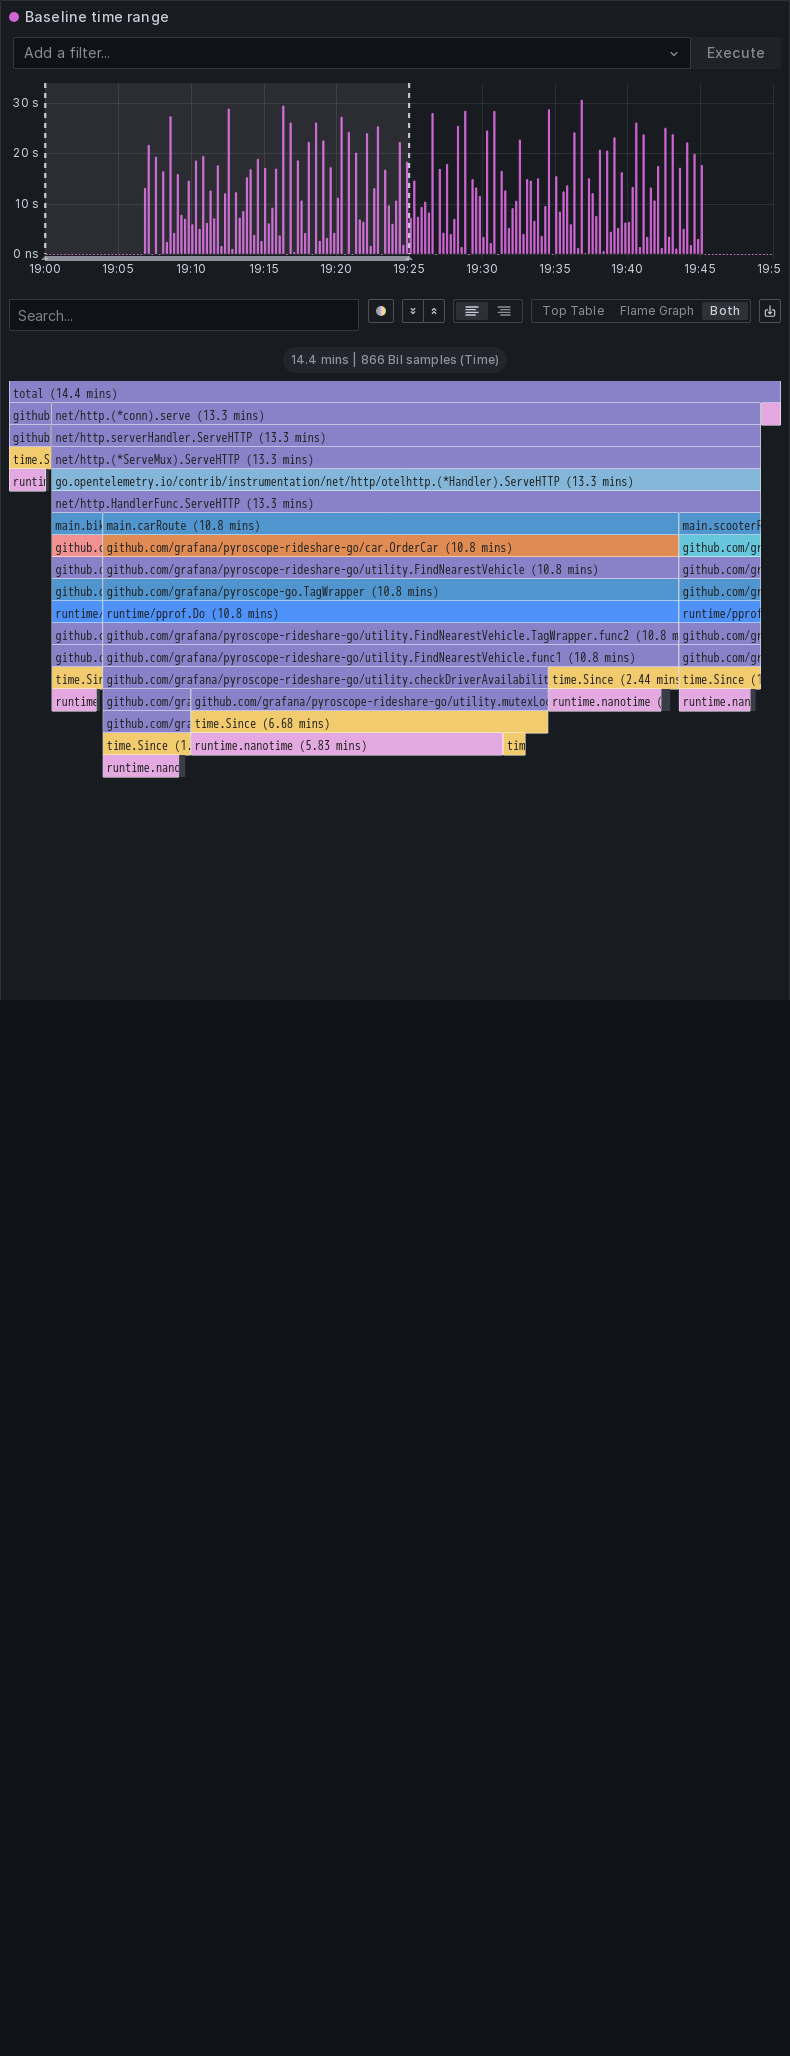 Baseline time range
Add a filter... Execute
30 s
20 s
10 s
0 ns
19:00 19:05 19:10 19:15 19:20 19:25 19:30 19:35 19:40 19:45 19:5
Search... Top Table Flame Graph Both
14.4 mins | 866 Bil samples (Time)
total (14.4 mins)
github net/http.(*conn).serve (13.3 mins)
github net/http.serverHandler.ServeHTTP (13.3 mins)
time.S net/http.(*ServeMux).ServeHTTP (13.3 mins)
runtin go.opentelemetry.io/contrib/instrumentation/net/http/otelhttp.(*Handler).ServeHTTP (13.3 mins)
net/http.HandlerFunc.ServeHTTP (13.3 mins)
main.bik main.carRoute (10.8 mins) main.scooterR
github.c github.com/grafana/pyroscope-rideshare-go/car.OrderCar (10.8 mins) github.com/gr
github.c github.com/grafana/pyroscope-rideshare-go/utility.FindNearestVehicle (10.8 mins) github.com/gr
github.c github.com/grafana/pyroscope-go.TagWrapper (10.8 mins) github.com/gr
runtime/ runtime/pprof.Do (10.8 mins) runtime/pprof
github.c github.com/grafana/pyroscope-rideshare-go/utility.FindNearestVehicle.TagWrapper.func2 (10.8 m github.com/gr
github.c github.com/grafana/pyroscope-rideshare-go/utility.FindNearestVehicle.func1 (10.8 mins) github.com/gr
time.Sin github.com/grafana/pyroscope-rideshare-go/utility.checkDriverAvailabilit time.Since (2.44 mins time.Since (1
runtime github.com/gra github.com/grafana/pyroscope-rideshare-go/utility.mutexLoc runtime.nanotime ( runtime.nan
github.com/gra time.Since (6.68 mins)
time.Since (1. runtime.nanotime (5.83 mins) tim
runtime.nanc